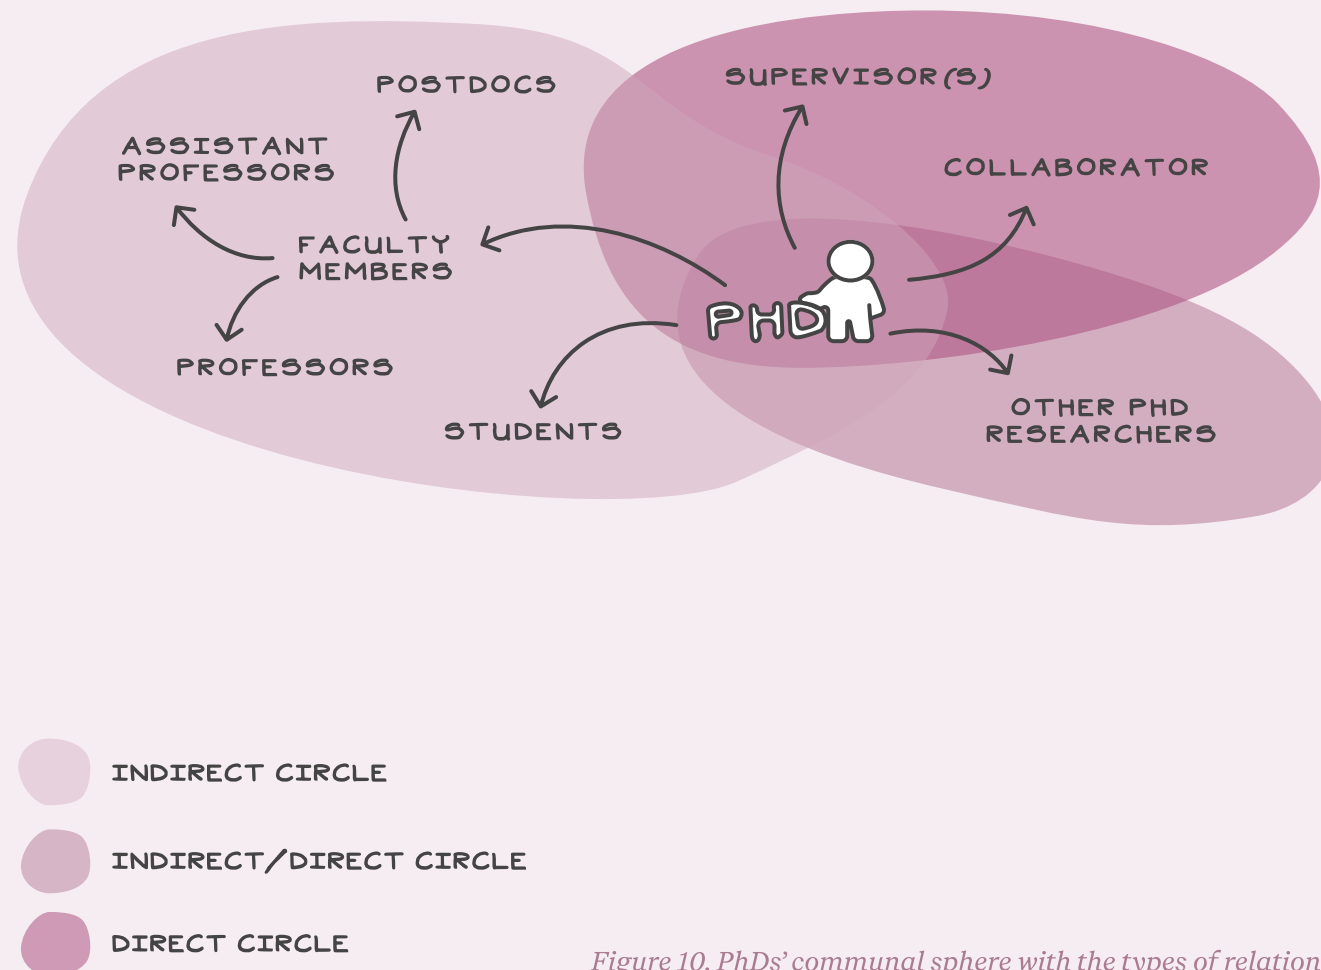 POSTDOCS
SUPERVISOR(S)
ASSISTANT
PROFESSORS
COLLABORATOR
FACULTY
MEMBERS
PHD
PROFESSORS
STUDENTS
OTHER PHD
RESEARCHERS
INDIRECT CIRCLE
INDIRECT/DIRECT CIRCLE
DIRECT CIRCLE
Figure 10. PhDs' communal sphere with the types of relation